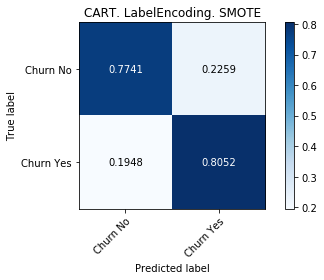 CART. LabelEncoding. SMOTE
True label
Churn No
Churn Yes
0.7741 0.2259
0.1948 0.8052
Churn No
Churn Yes
Predicted label
0.8
0.7
0.6
0.5
0.4
0.3
0.2